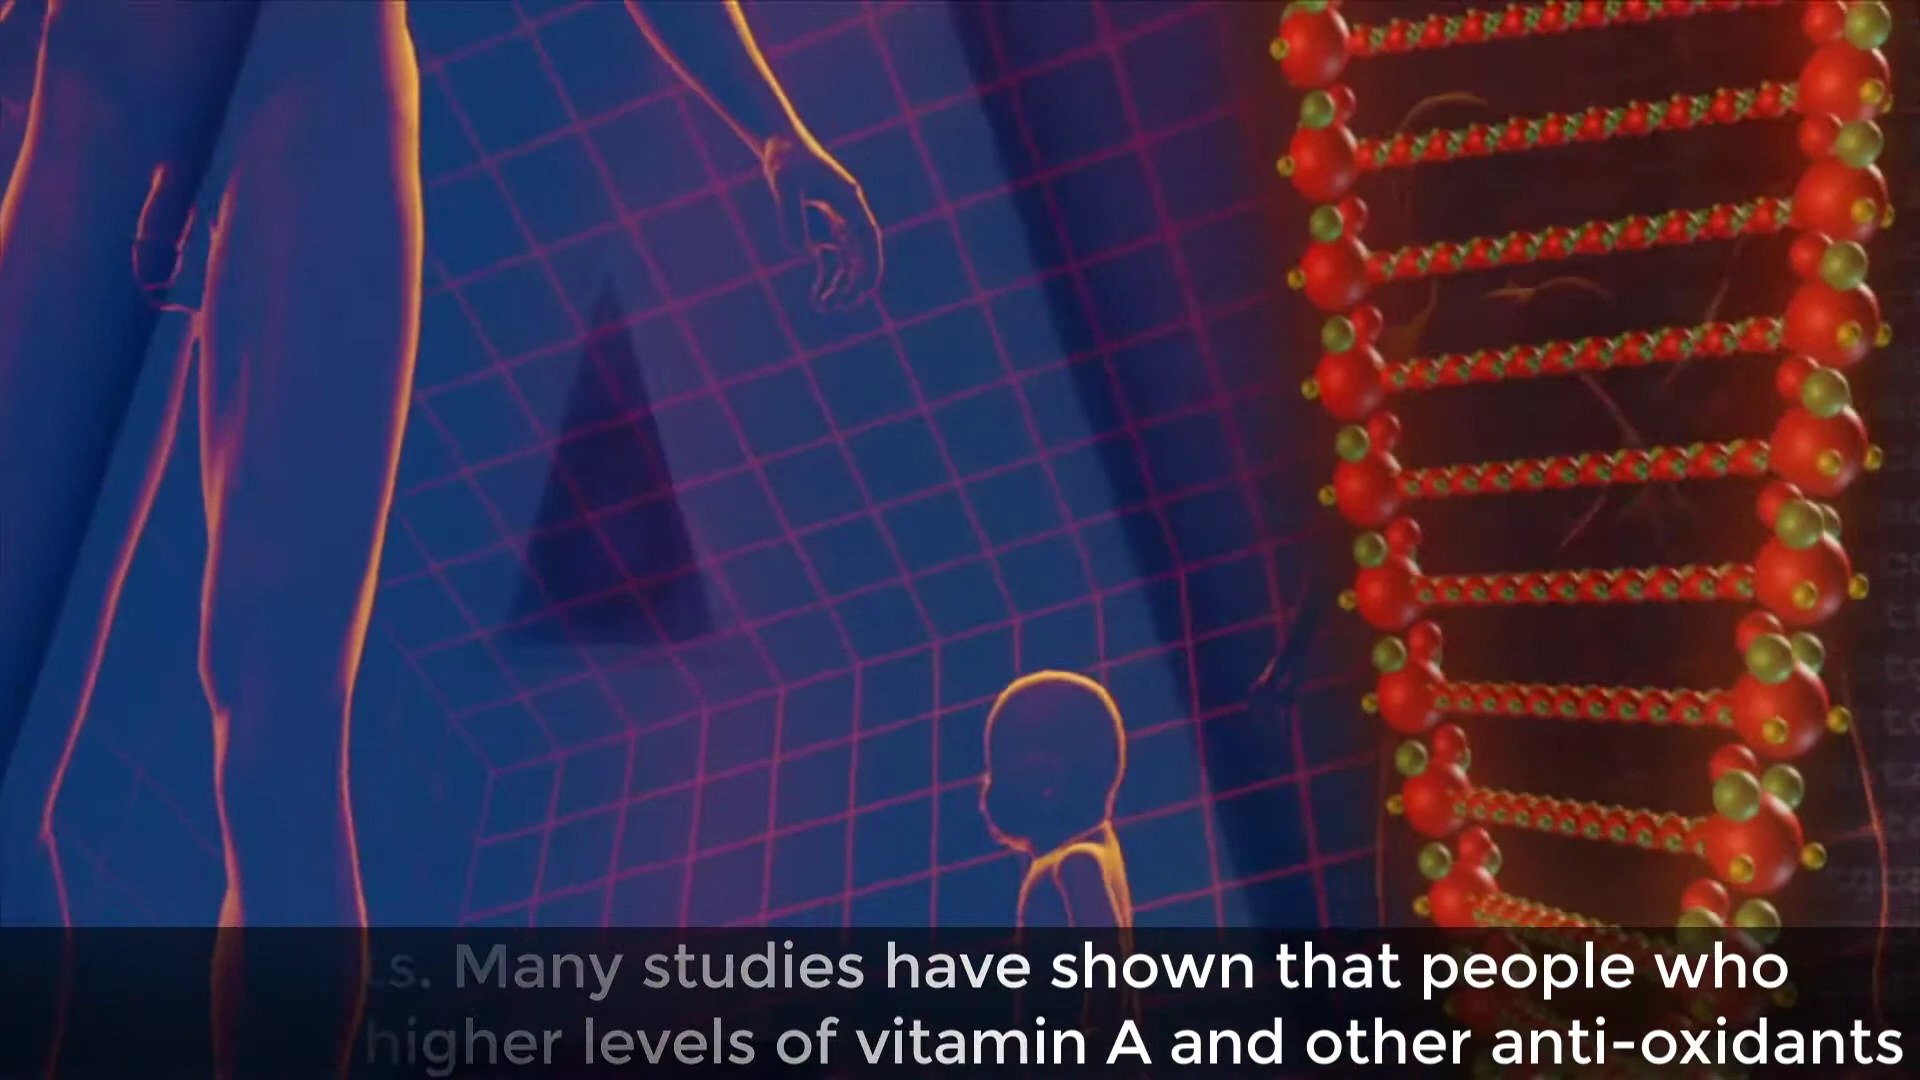 s. Many studies have shown that people who
higher levels of vitamin A and other anti-oxidants